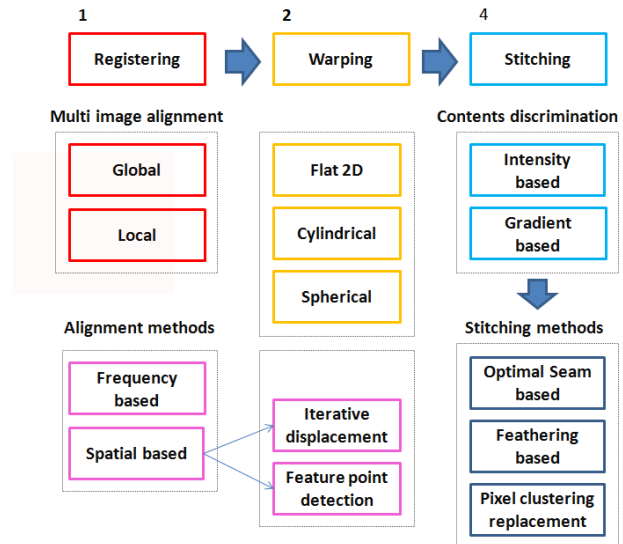 1
2
4
Registering
Warping
Stitching
Multi image alignment
Contents discrimination
Global
Local
Flat 2D
Cylindrical
Spherical
Intensity
based
Gradient
based
Alignment methods
Stitching methods
Frequency
based
Spatial based
Iterative
displacement
Feature point
detection
Optimal Seam
based
Feathering
based
Pixel clustering
replacement